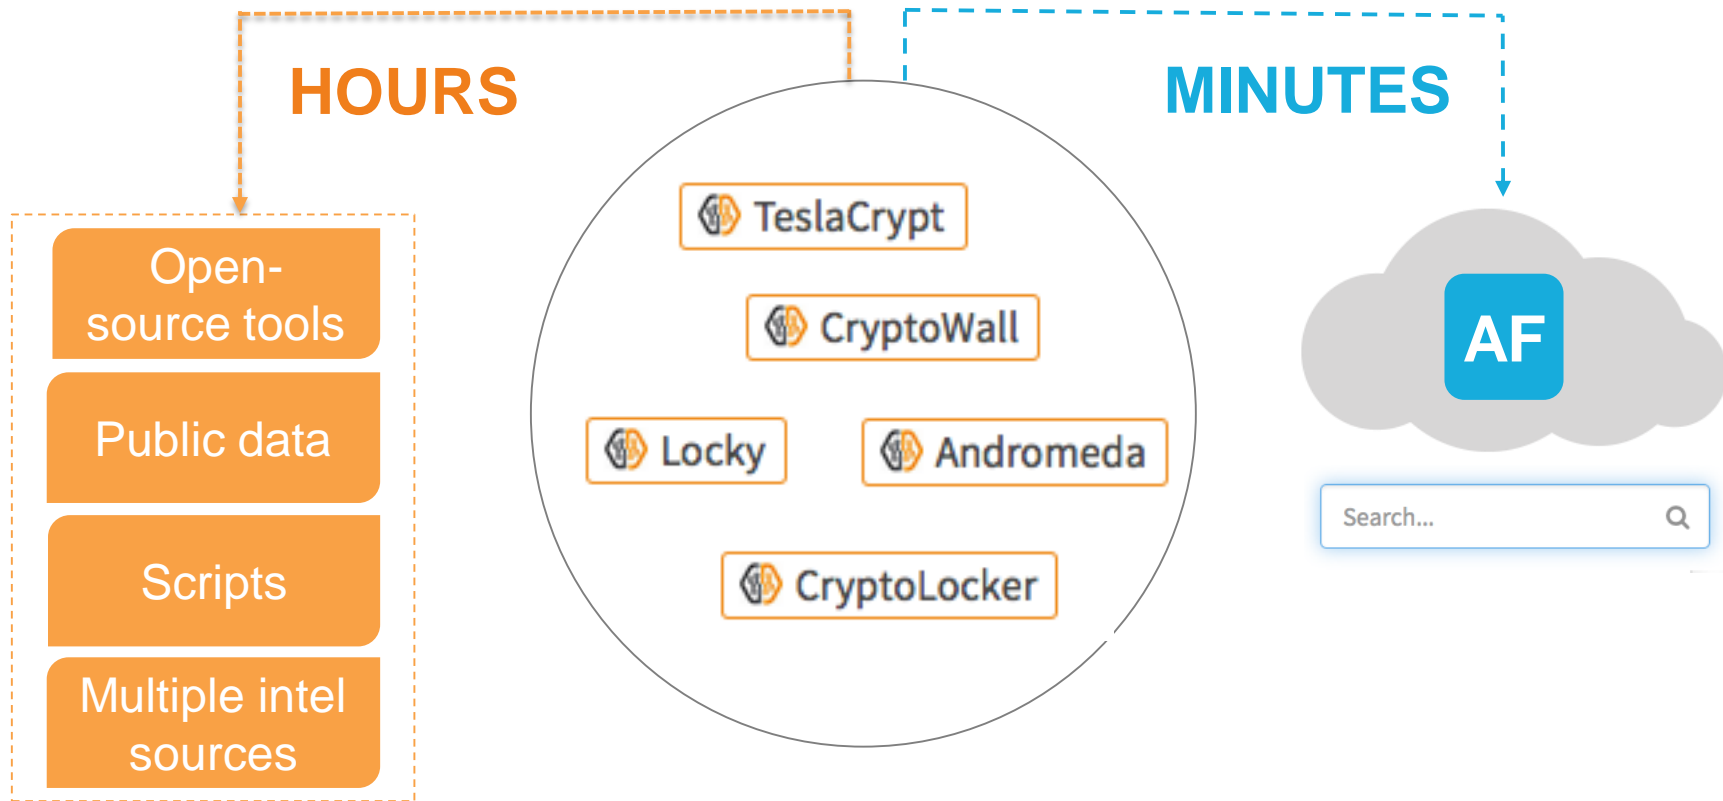 HOURS
MINUTES
Open-
source tools
Public data
Scripts
Multiple intel
sources
TeslaCrypt
CryptoWall
Locky
Andromeda
CryptoLocker
AF
Search...